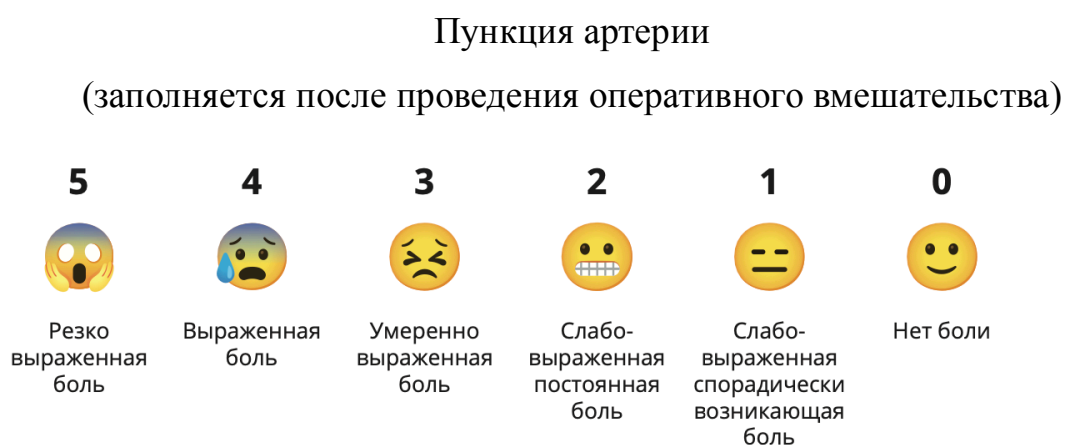 Пункция артерии
(заполняется после проведения оперативного вмешательства)
5 4 3 2 1 0
Резко выраженная боль
Выраженная боль
Умеренно выраженная боль
Слабо-выраженная постоянная боль
Слабо-выраженная спорадически возникающая боль
Нет боли